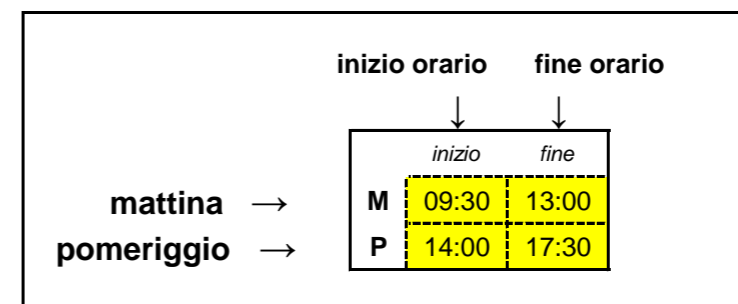 inizio orario fine orario
↓ ↓
inizio fine
mattina → M 09:30 13:00
pomeriggio → P 14:00 17:30